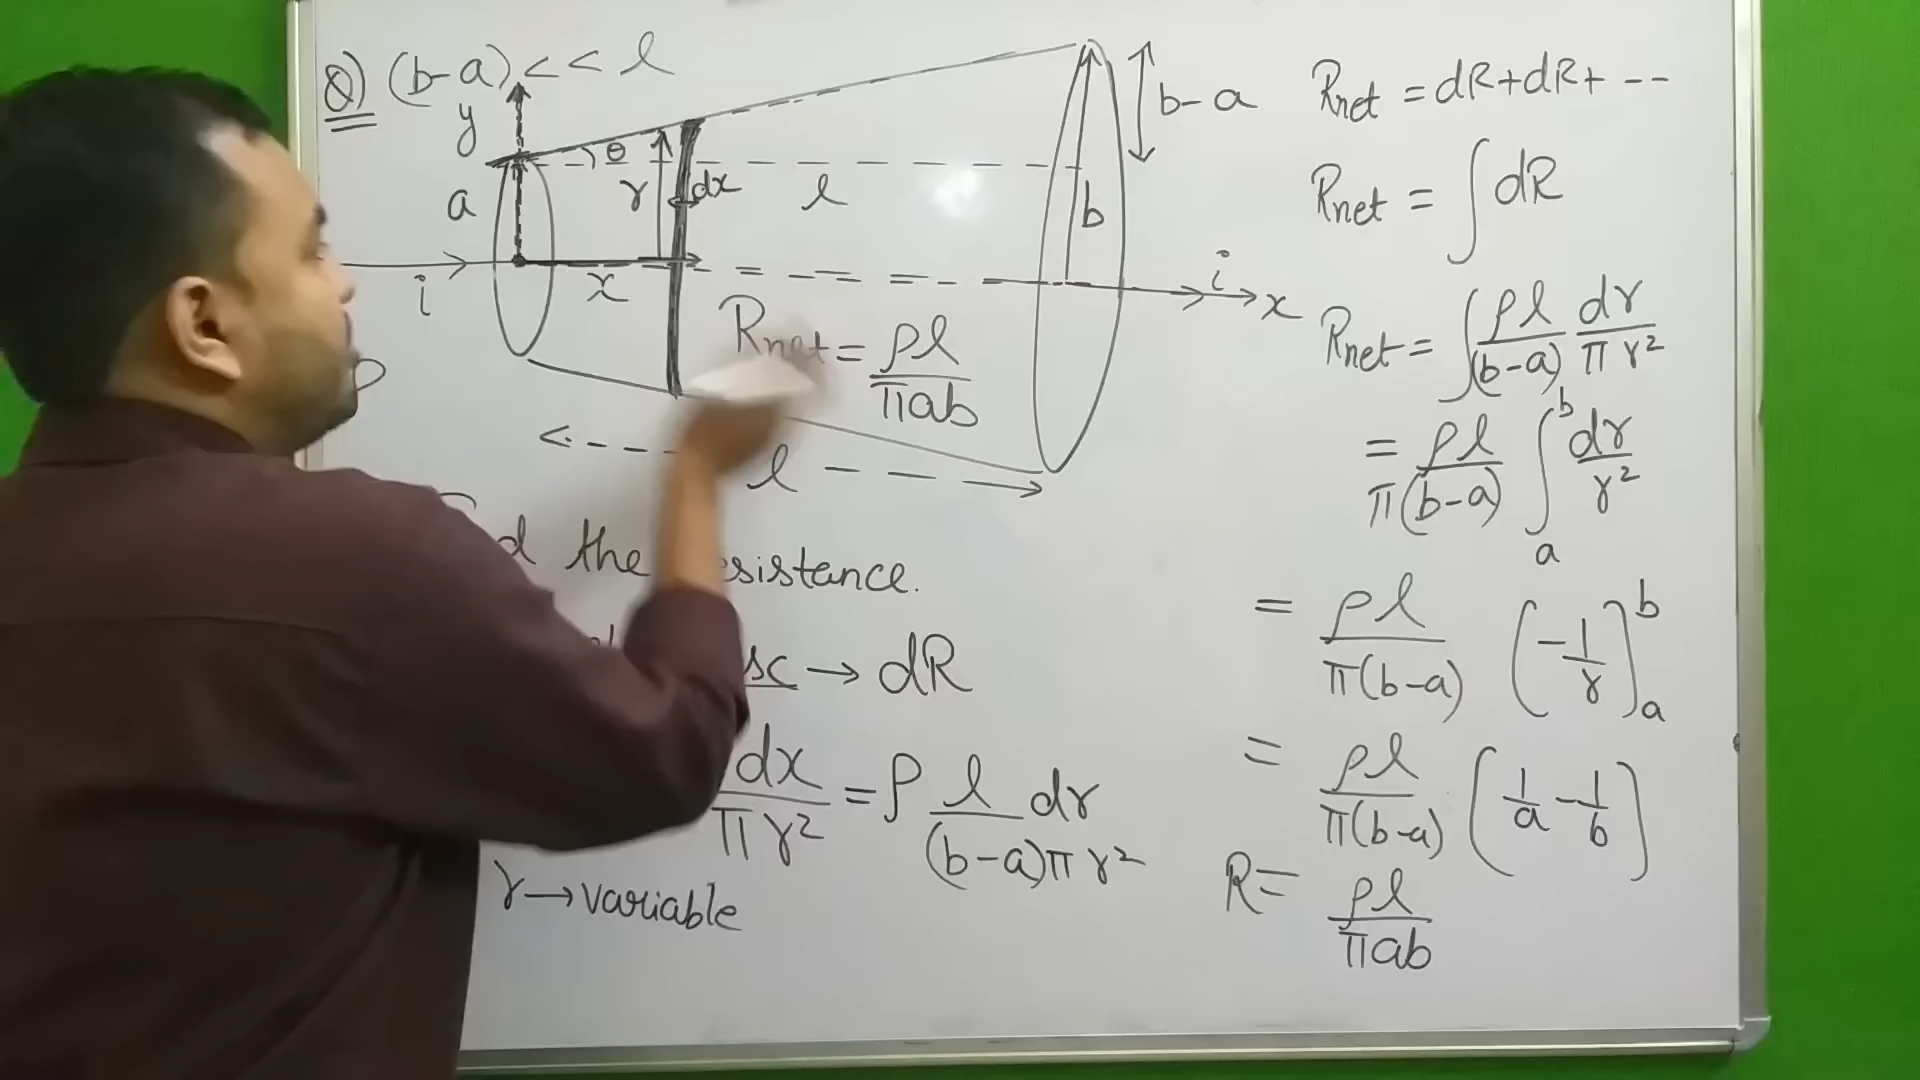 Q) (b-a) << l
y
θ
a
r
dx
l
b
b-a
i
x
i
x
ρ
Rnet = ρl/πab
l
the
sistance.
sc → dR
dx/πr² = ρ l dr/(b-a)πr²
r → variable
Rnet = dR+dR+ --
Rnet = ∫dR
Rnet = ∫ρl/(b-a) dr/πr²
= ρl/π(b-a) ∫ₐᵇ dr/r²
= ρl/π(b-a) (-1/r)ₐᵇ
= ρl/π(b-a) (1/a - 1/b)
R = ρl/πab